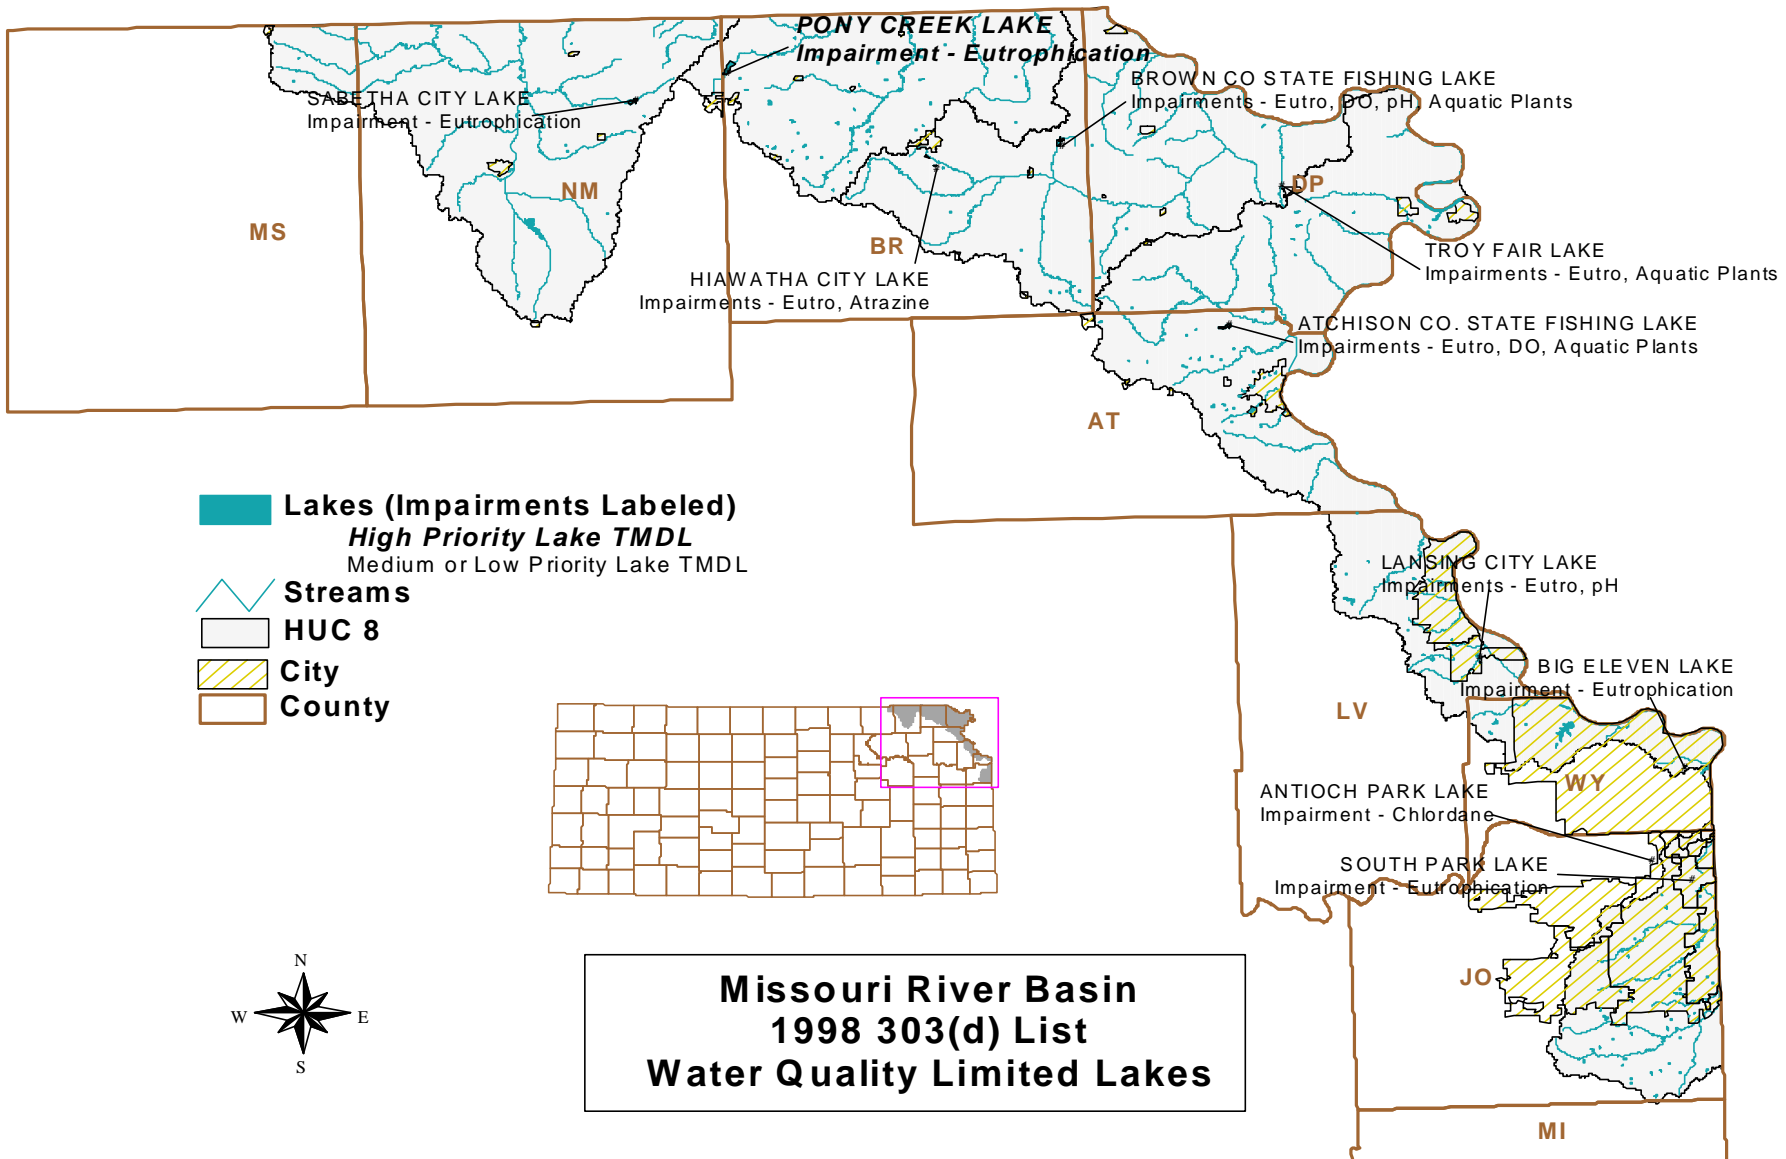 PONY CREEK LAKE
Impairment - Eutrophication
BROWN CO STATE FISHING LAKE
Impairments - Eutro, DO, pH, Aquatic Plants
SABETHA CITY LAKE
Impairment - Eutrophication
NM
DP
MS
BR
TROY FAIR LAKE
Impairments - Eutro, Aquatic Plants
HIAWATHA CITY LAKE
Impairments - Eutro, Atrazine
ATCHISON CO. STATE FISHING LAKE
Impairments - Eutro, DO, Aquatic Plants
AT
Lakes (Impairments Labeled)
High Priority Lake TMDL
Medium or Low Priority Lake TMDL
Streams
HUC 8
City
County
LANSING CITY LAKE
Impairments - Eutro, pH
BIG ELEVEN LAKE
Impairment - Eutrophication
LV
WY
ANTIOCH PARK LAKE
Impairment - Chlordane
SOUTH PARK LAKE
Impairment - Eutrophication
JO
N
W
E
S
Missouri River Basin
1998 303(d) List
Water Quality Limited Lakes
MI